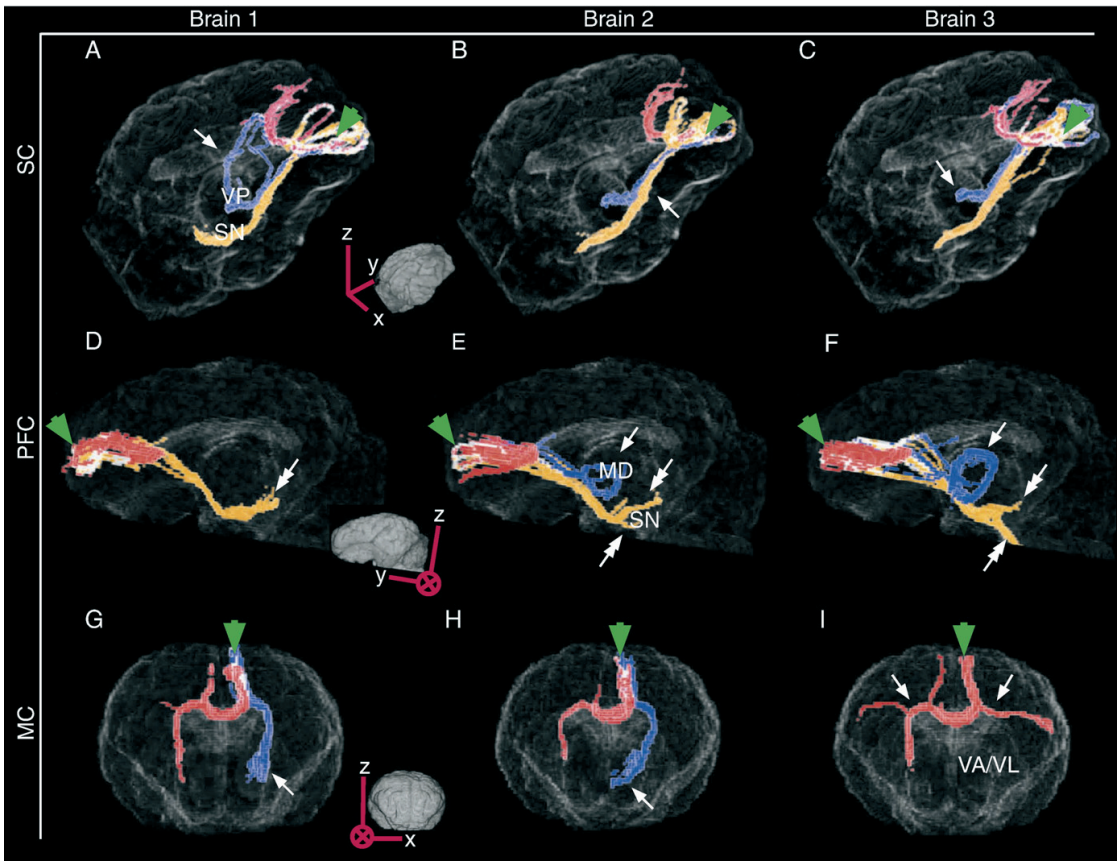 Brain 1 Brain 2 Brain 3
A B C
SC
VP
SN
z
y
x
D E F
PFC
MD
SN
z
y
G H I
MC
VA/VL
z
x